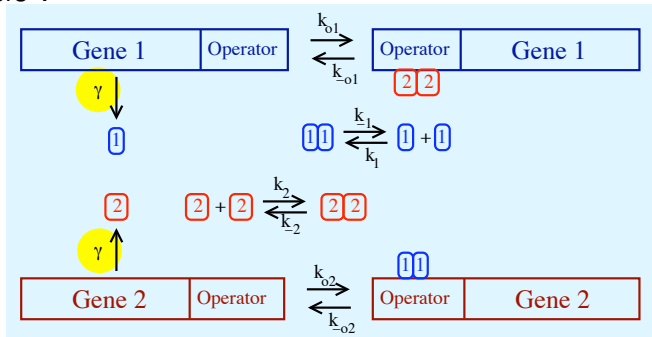 k_o1
Gene 1 Operator Operator Gene 1
k_-o1
2 2
γ
k_-1
1 1 1 1 + 1
k_1
k_2
2 2 + 2 2 2
k_-2
γ
1 1
k_o2
Gene 2 Operator Operator Gene 2
k_-o2